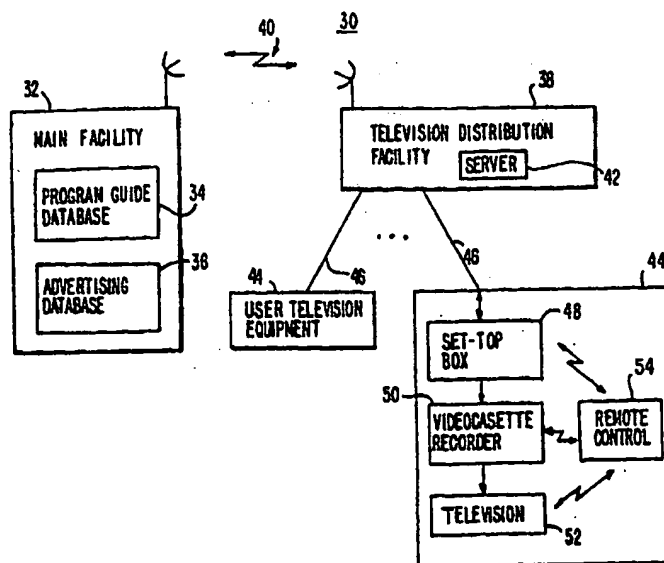 40
30
32
38
MAIN FACILITY
TELEVISION DISTRIBUTION
FACILITY
SERVER
42
PROGRAN GUIDE
DATABASE
34
36
ADVERTISING
DATABASE
...
46
46
44
44
USER TELEVISION
EQUIPMENT
48
SET-TOP
BOX
54
50
VIDEOCASETTE
RECORDER
REMOTE
CONTROL
TELEVISION
52